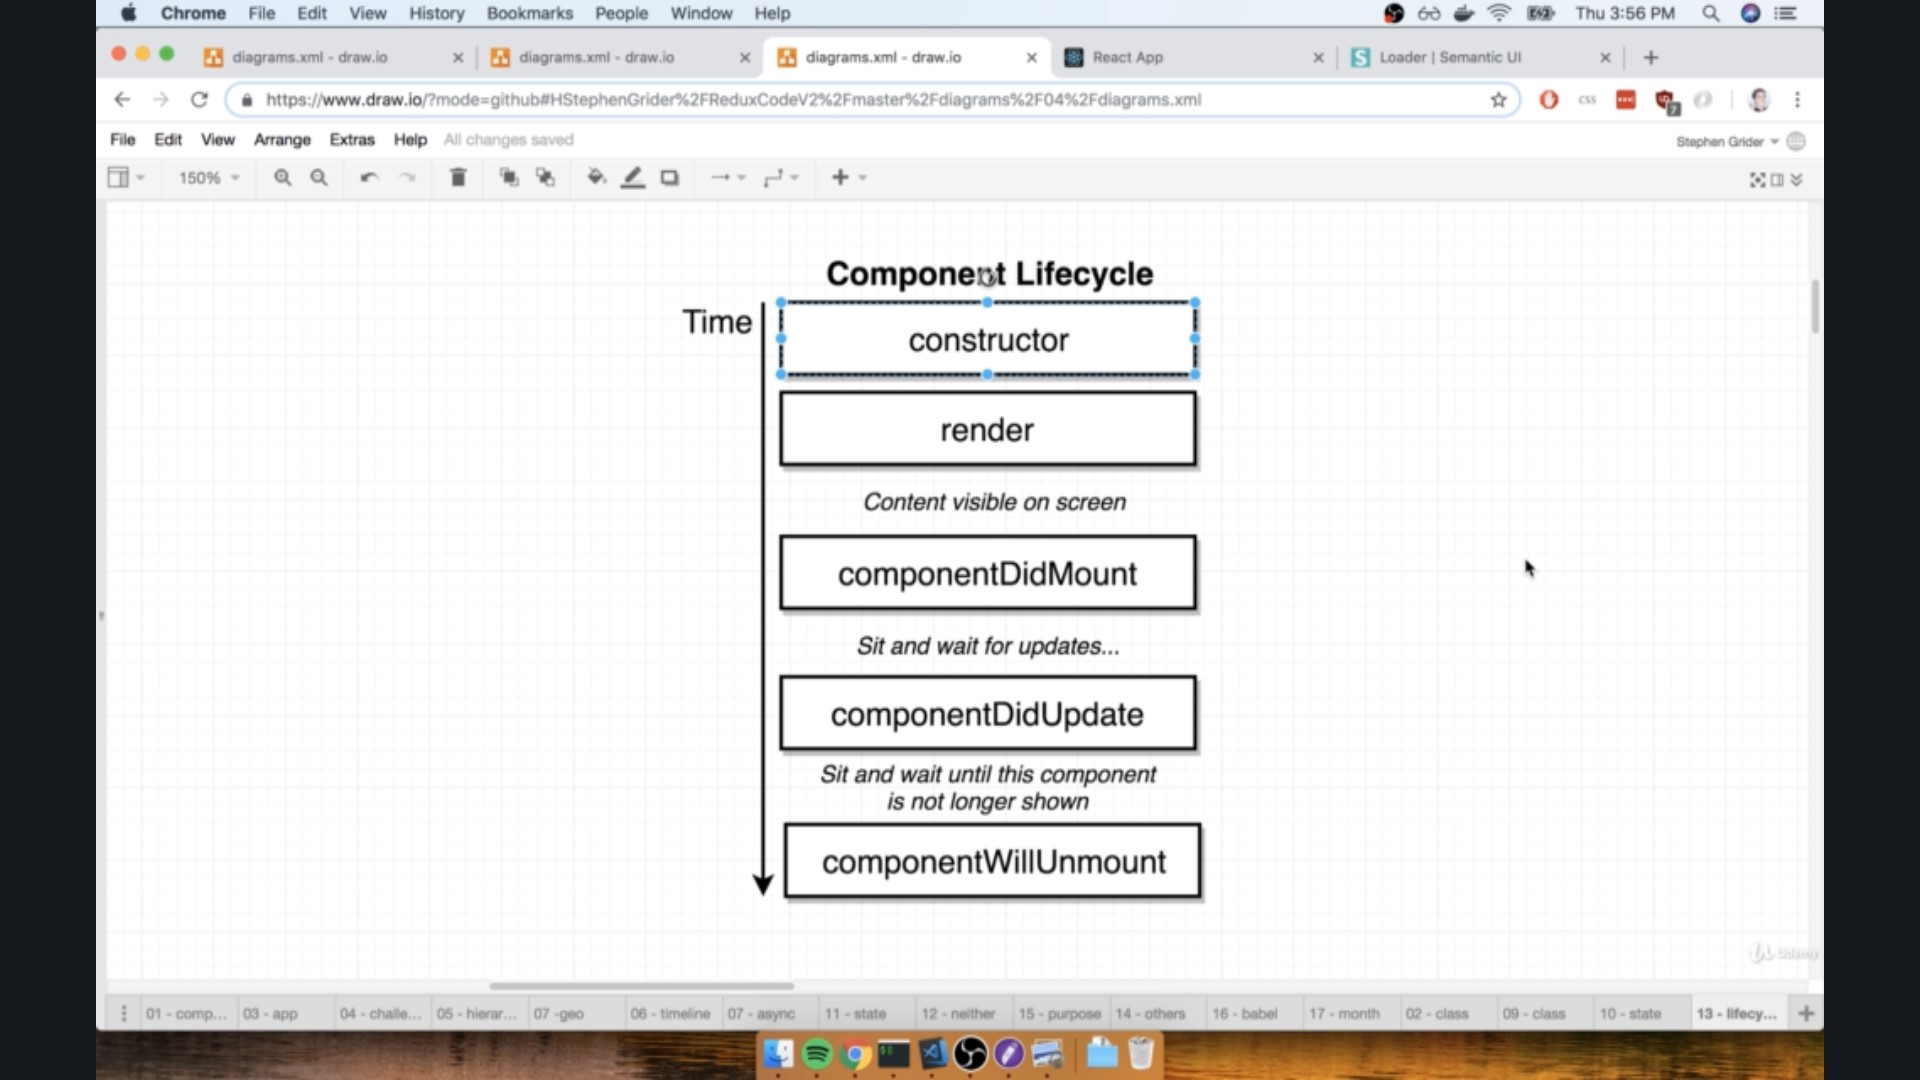 Chrome File Edit View History Bookmarks People Window Help Thu 3:56 PM
diagrams.xml - draw.io diagrams.xml - draw.io diagrams.xml - draw.io React App Loader | Semantic UI
https://www.draw.io/?mode=github#HStephenGrider%2FReduxCodeV2%2Fmaster%2Fdiagrams%2F04%2Fdiagrams.xml css 7
File Edit View Arrange Extras Help All changes saved Stephen Grider
150%
Component Lifecycle
Time
constructor
render
Content visible on screen
componentDidMount
Sit and wait for updates...
componentDidUpdate
Sit and wait until this component
is not longer shown
componentWillUnmount
Udemy
01 - comp... 03 - app 04 - challe... 05 - hierar... 07 -geo 06 - timeline 07 - async 11 - state 12 - neither 15 - purpose 14 - others 16 - babel 17 - month 02 - class 09 - class 10 - state 13 - lifecy...